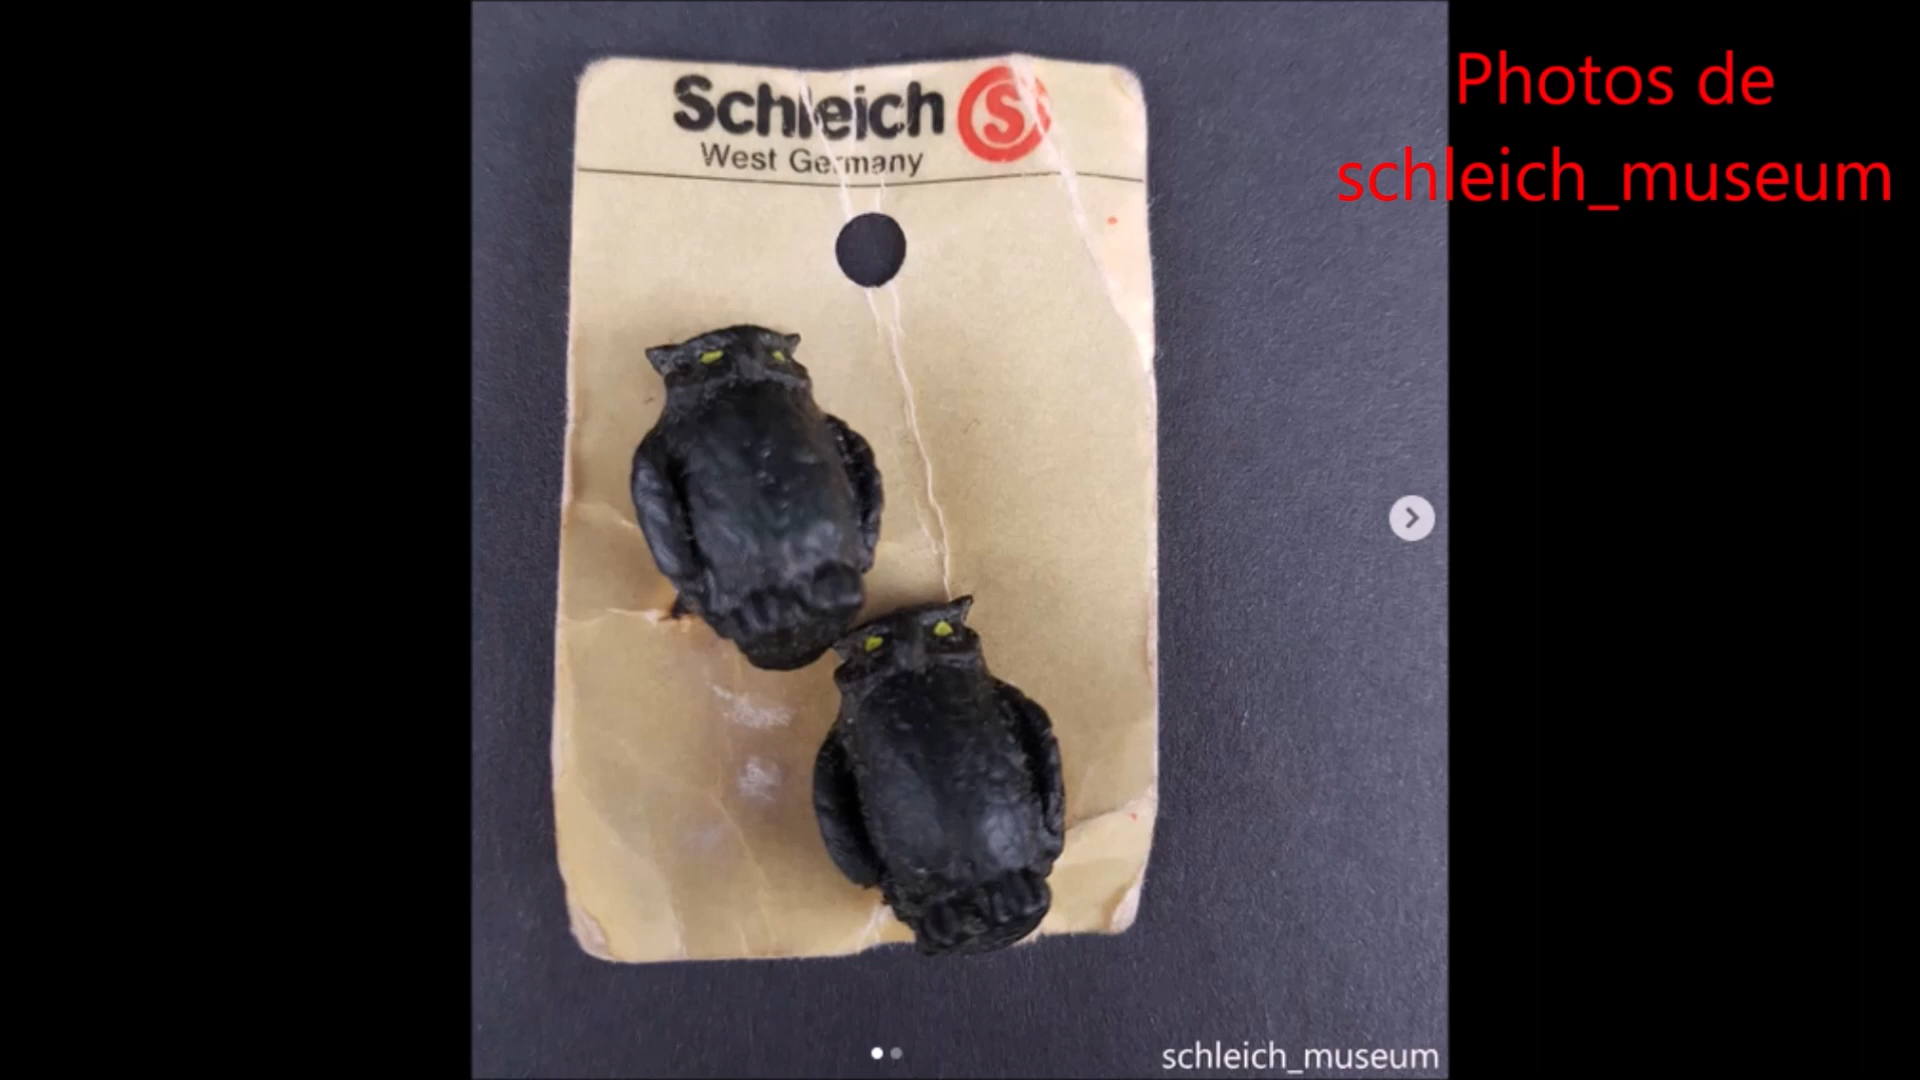 Schleich S
West Germany
Photos de
schleich_museum
schleich_museum